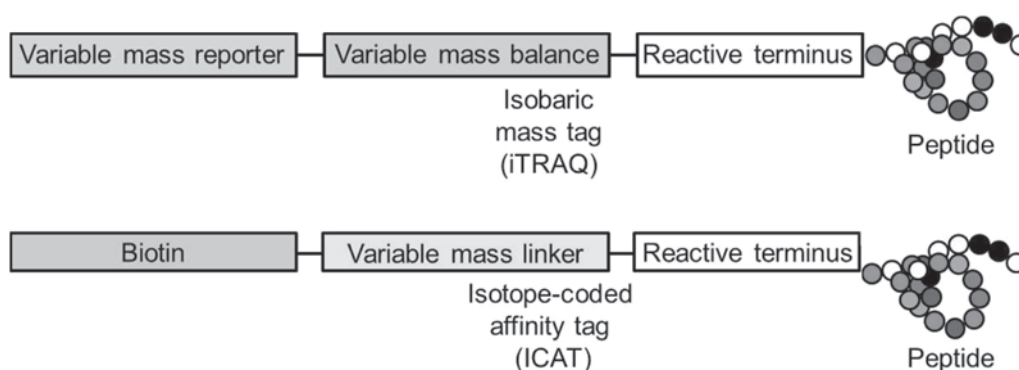 Variable mass reporter Variable mass balance Reactive terminus
Isobaric
mass tag
(iTRAQ)
Peptide
Biotin Variable mass linker Reactive terminus
Isotope-coded
affinity tag
(ICAT)
Peptide